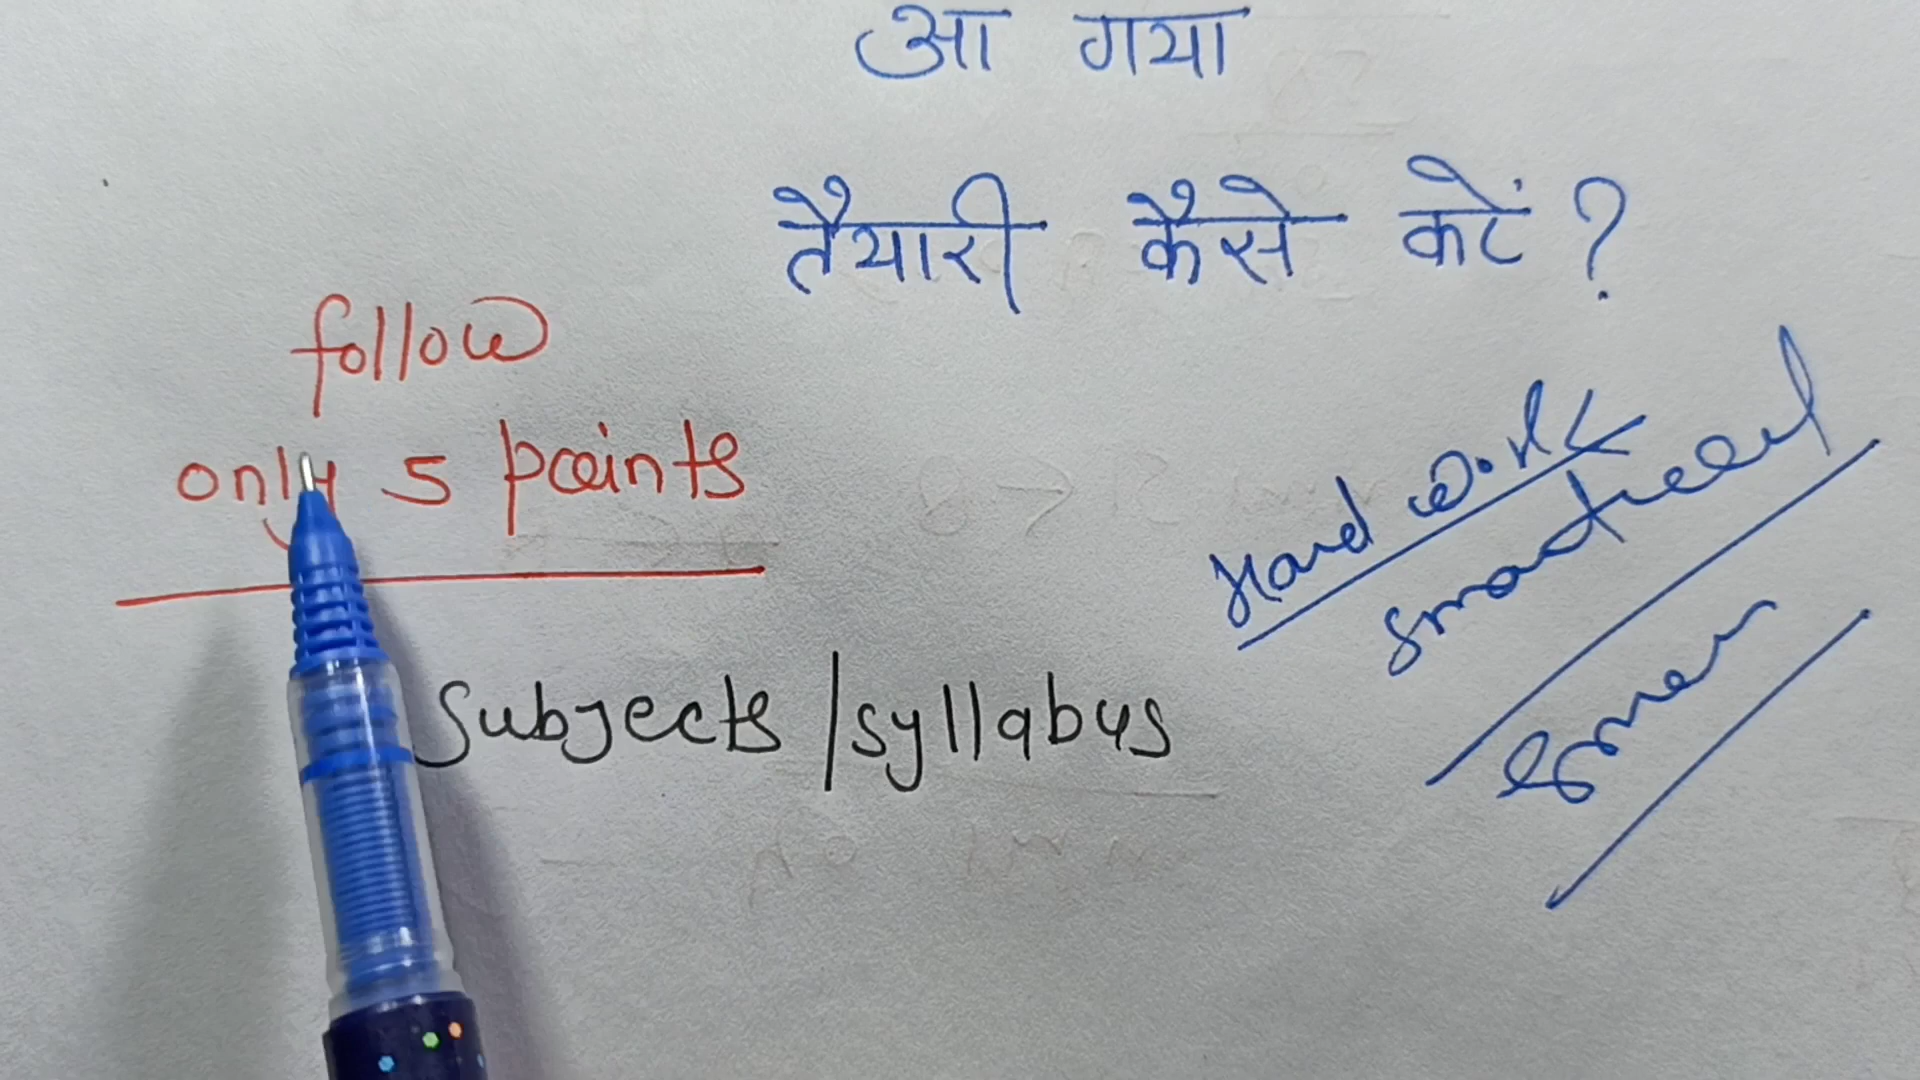 आ गया
तैयारी कैसे करें ?
follow
only 5 points
Hard work
Smart
Subjects / syllabus